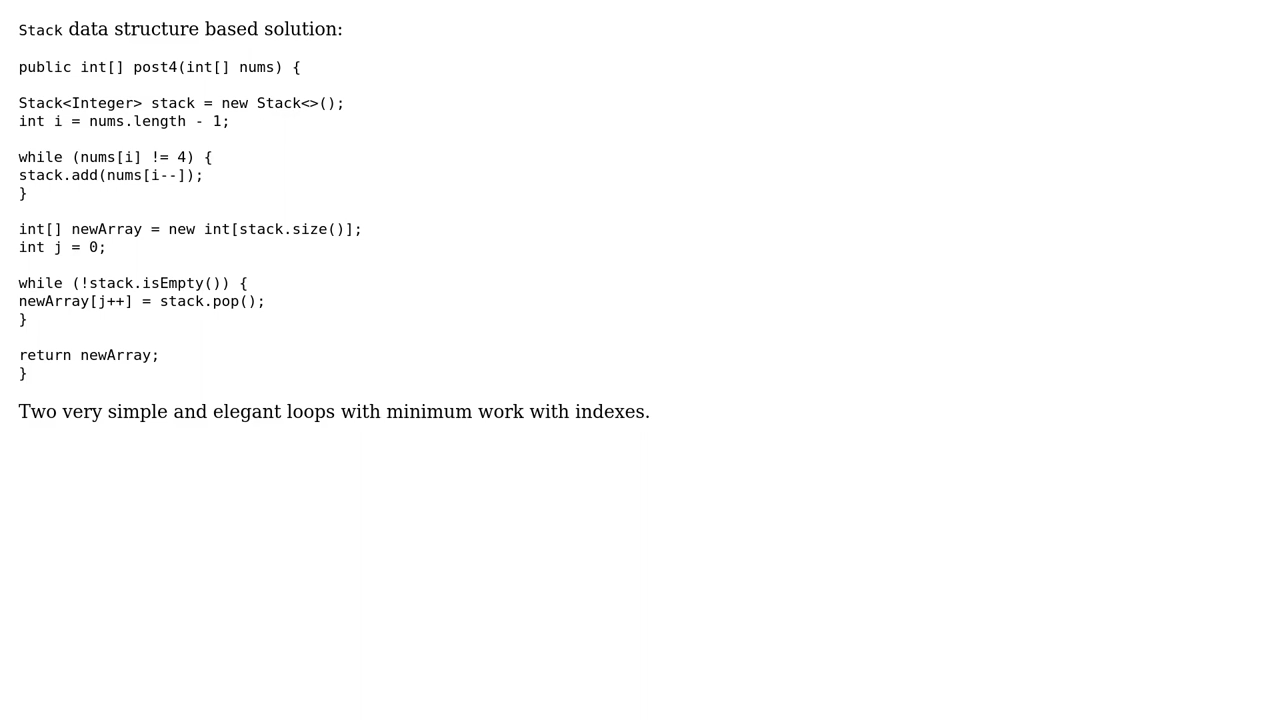 Stack data structure based solution:
public int[] post4(int[] nums) {
Stack<Integer> stack = new Stack<>();
int i = nums.length - 1;
while (nums[i] != 4) {
stack.add(nums[i--]);
}
int[] newArray = new int[stack.size()];
int j = 0;
while (!stack.isEmpty()) {
newArray[j++] = stack.pop();
}
return newArray;
}
Two very simple and elegant loops with minimum work with indexes.